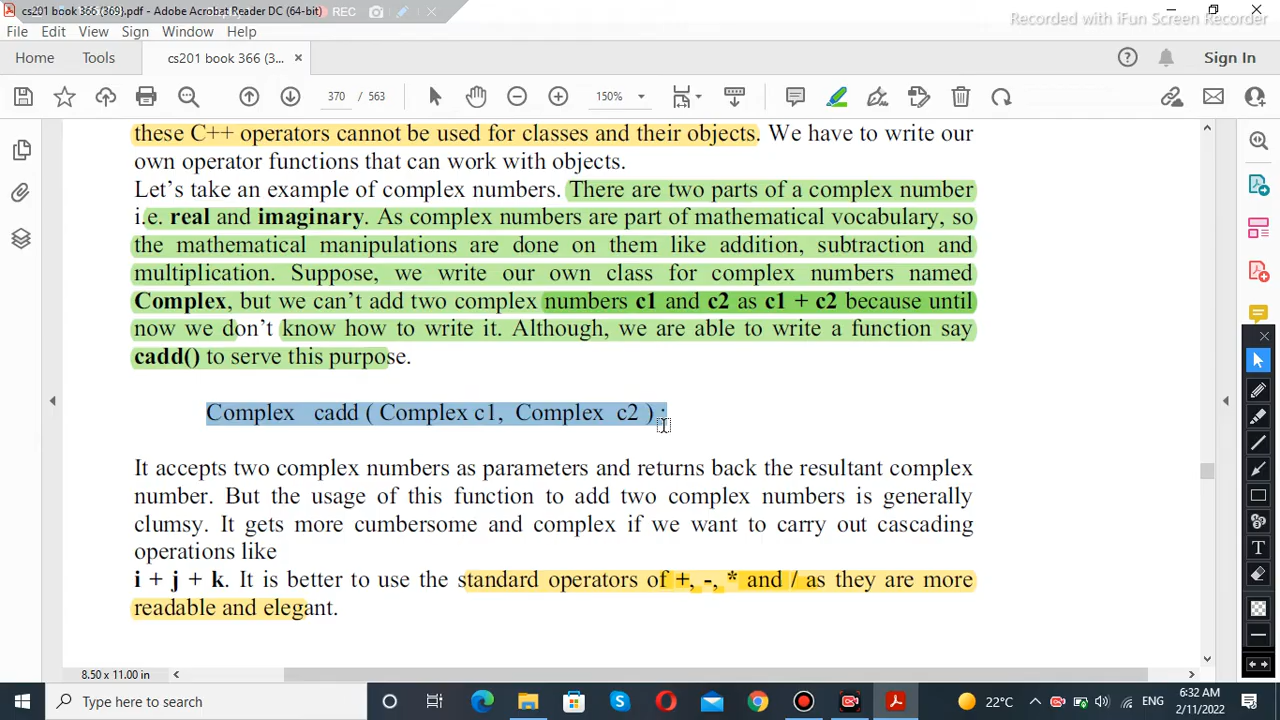 cs201 book 366 (369).pdf - Adobe Acrobat Reader DC (64-bit)
REC
Recorded with iFun Screen Recorder
File Edit View Sign Window Help
Home Tools cs201 book 366 (3... × Sign In
370 / 563 150%
these C++ operators cannot be used for classes and their objects. We have to write our
own operator functions that can work with objects.
Let's take an example of complex numbers. There are two parts of a complex number
i.e. real and imaginary. As complex numbers are part of mathematical vocabulary, so
the mathematical manipulations are done on them like addition, subtraction and
multiplication. Suppose, we write our own class for complex numbers named
Complex, but we can't add two complex numbers c1 and c2 as c1 + c2 because until
now we don't know how to write it. Although, we are able to write a function say
cadd() to serve this purpose.
Complex cadd ( Complex c1, Complex c2 ) ;
It accepts two complex numbers as parameters and returns back the resultant complex
number. But the usage of this function to add two complex numbers is generally
clumsy. It gets more cumbersome and complex if we want to carry out cascading
operations like
i + j + k. It is better to use the standard operators of +, -, * and / as they are more
readable and elegant.
8.50 x 11.00 in
Type here to search
22°C ENG 6:32 AM
2/11/2022